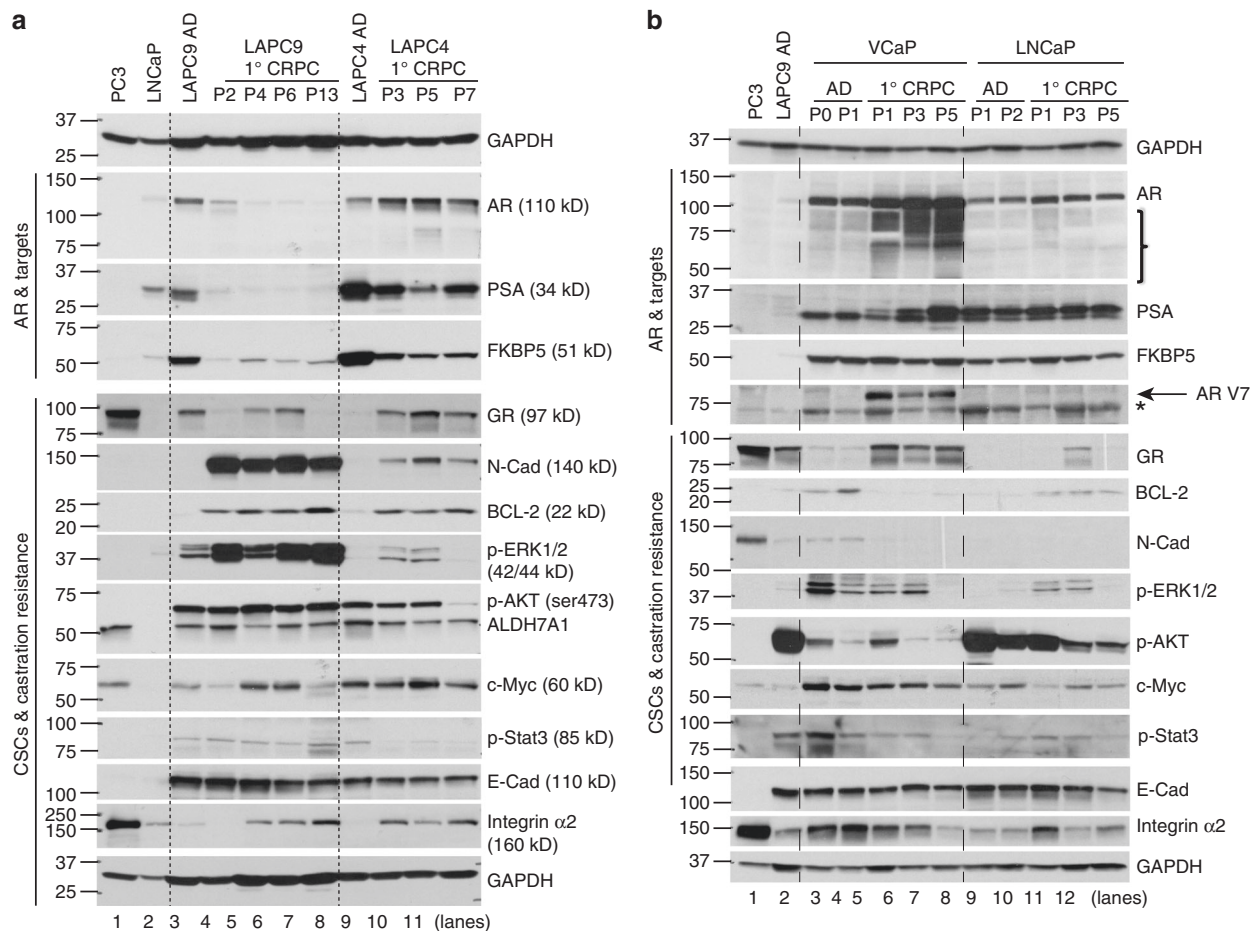 a
PC3
LNCaP
LAPC9 AD
LAPC9
1° CRPC
P2 P4 P6 P13
LAPC4 AD
LAPC4
1° CRPC
P3 P5 P7
AR & targets
CSCs & castration resistance
37
25
GAPDH
150
100
75
AR (110 kD)
37
25
PSA (34 kD)
75
50
FKBP5 (51 kD)
100
75
GR (97 kD)
150
N-Cad (140 kD)
25
20
BCL-2 (22 kD)
37
p-ERK1/2
(42/44 kD)
75
50
p-AKT (ser473)
ALDH7A1
75
50
c-Myc (60 kD)
100
75
p-Stat3 (85 kD)
100
E-Cad (110 kD)
250
150
Integrin α2
(160 kD)
37
25
GAPDH
1 2 3 4 5 6 7 8 9 10 11 (lanes)
b
PC3
LAPC9 AD
VCaP
AD 1° CRPC
P0 P1 P1 P3 P5
LNCaP
AD 1° CRPC
P1 P2 P1 P3 P5
AR & targets
CSCs & castration resistance
37
GAPDH
150
100
50
AR
37
25
PSA
50
FKBP5
75
AR V7
*
100
75
GR
25
20
BCL-2
150
N-Cad
50
37
p-ERK1/2
75
50
p-AKT
50
c-Myc
100
75
p-Stat3
150
100
E-Cad
150
Integrin α2
37
GAPDH
1 2 3 4 5 6 7 8 9 10 11 12 (lanes)